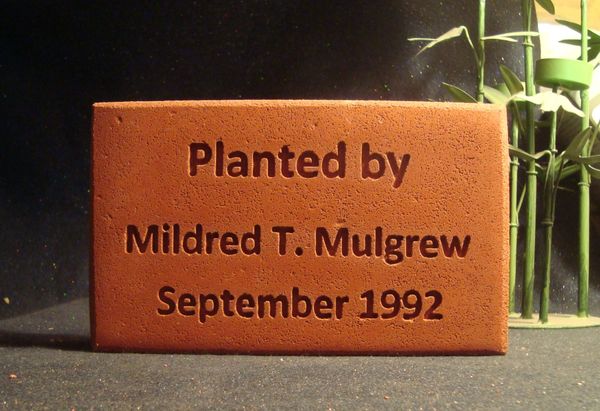 Planted by
Mildred T. Mulgrew
September 1992